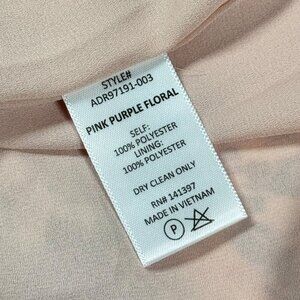 STYLE#
ADR97191-003
PINK PURPLE FLORAL
SELF:
100% POLYESTER
LINING:
100% POLYESTER
DRY CLEAN ONLY
RN# 141397
MADE IN VIETNAM
P